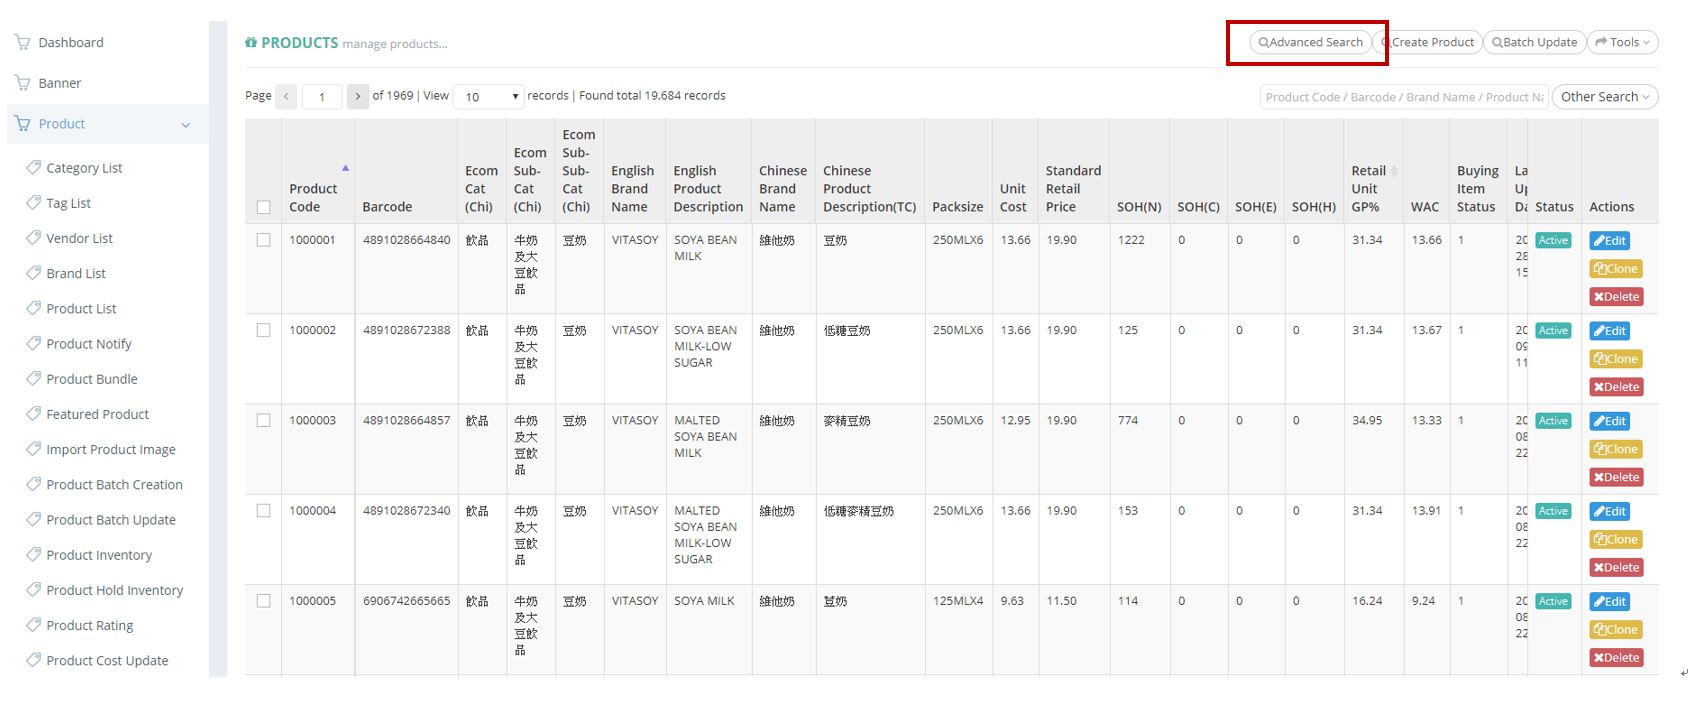 Dashboard
Banner
Product
Category List
Tag List
Vendor List
Brand List
Product List
Product Notify
Product Bundle
Featured Product
Import Product Image
Product Batch Creation
Product Batch Update
Product Inventory
Product Hold Inventory
Product Rating
Product Cost Update
PRODUCTS manage products...
Advanced Search Create Product Batch Update Tools
Page 1 of 1969 | View 10 records | Found total 19,684 records
Product Code / Barcode / Brand Name / Product Na Other Search
Product Code
Barcode
Ecom Cat (Chi)
Ecom Sub-Cat (Chi)
Ecom Sub-Sub-Cat (Chi)
English Brand Name
English Product Description
Chinese Brand Name
Chinese Product Description(TC)
Packsize
Unit Cost
Standard Retail Price
SOH(N)
SOH(C)
SOH(E)
SOH(H)
Retail Unit GP%
WAC
Buying Item Status
La Up Da
Status
Actions
1000001 4891028664840 飲品 牛奶及大豆飲品 豆奶 VITASOY SOYA BEAN MILK 維他奶 豆奶 250MLX6 13.66 19.90 1222 0 0 0 31.34 13.66 1 20 28 15 Active Edit Clone Delete
1000002 4891028672388 飲品 牛奶及大豆飲品 豆奶 VITASOY SOYA BEAN MILK-LOW SUGAR 維他奶 低糖豆奶 250MLX6 13.66 19.90 125 0 0 0 31.34 13.67 1 20 09 11 Active Edit Clone Delete
1000003 4891028664857 飲品 牛奶及大豆飲品 豆奶 VITASOY MALTED SOYA BEAN MILK 維他奶 麥精豆奶 250MLX6 12.95 19.90 774 0 0 0 34.95 13.33 1 20 08 22 Active Edit Clone Delete
1000004 4891028672340 飲品 牛奶及大豆飲品 豆奶 VITASOY MALTED SOYA BEAN MILK-LOW SUGAR 維他奶 低糖麥精豆奶 250MLX6 13.66 19.90 153 0 0 0 31.34 13.91 1 20 08 22 Active Edit Clone Delete
1000005 6906742665665 飲品 牛奶及大豆飲品 豆奶 VITASOY SOYA MILK 維他奶 荳奶 125MLX4 9.63 11.50 114 0 0 0 16.24 9.24 1 20 08 22 Active Edit Clone Delete